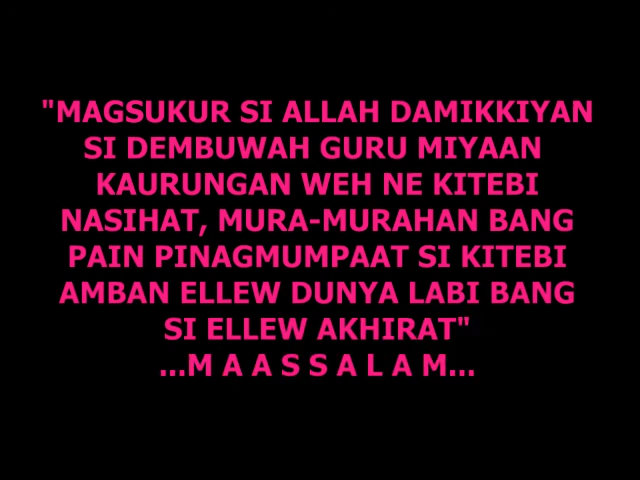 "MAGSUKUR SI ALLAH DAMIKKIYAN
SI DEMBUWAH GURU MIYAAN
KAURUNGAN WEH NE KITEBI
NASIHAT, MURA-MURAHAN BANG
PAIN PINAGMUMPAAT SI KITEBI
AMBAN ELLEW DUNYA LABI BANG
SI ELLEW AKHIRAT"
...M A A S S A L A M...